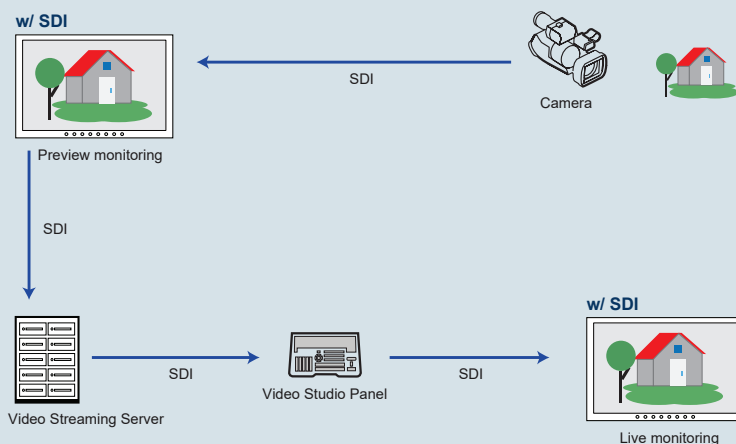 w/ SDI
SDI
Camera
Preview monitoring
SDI
w/ SDI
SDI
Video Studio Panel
SDI
Video Streaming Server
Live monitoring